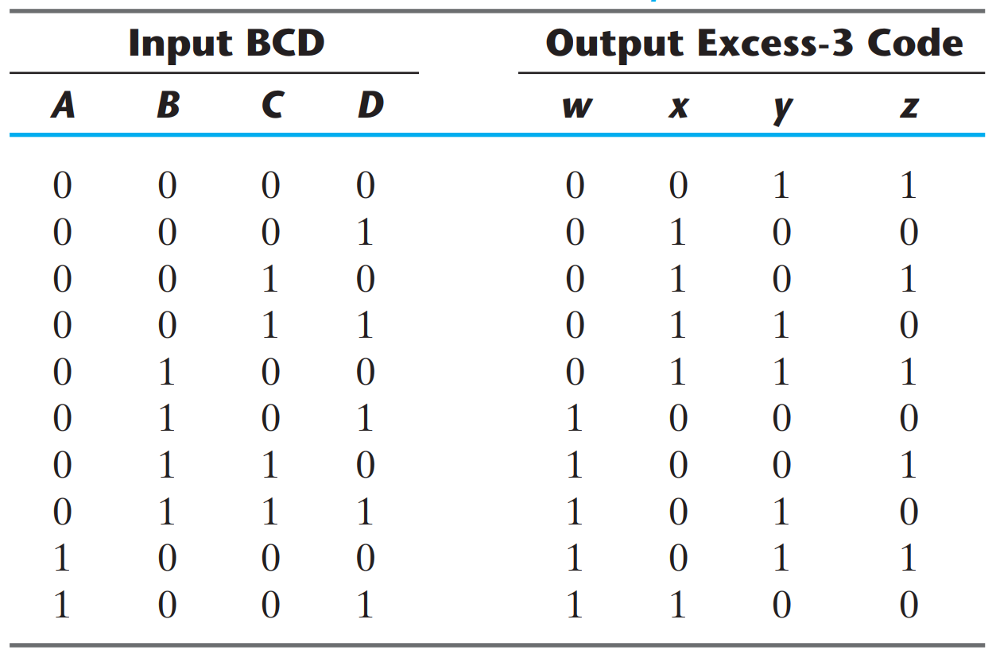 Input BCD Output Excess-3 Code
A B C D w x y z
0 0 0 0 0 0 1 1
0 0 0 1 0 1 0 0
0 0 1 0 0 1 0 1
0 0 1 1 0 1 1 0
0 1 0 0 0 1 1 1
0 1 0 1 1 0 0 0
0 1 1 0 1 0 0 1
0 1 1 1 1 0 1 0
1 0 0 0 1 0 1 1
1 0 0 1 1 1 0 0